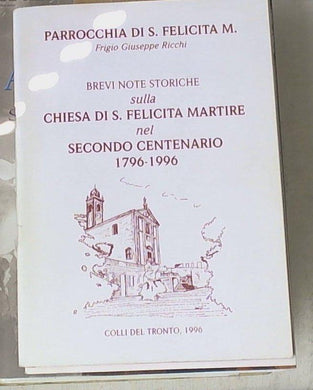 PARROCCHIA DI S. FELICITA M.
Frigio Giuseppe Ricchi
BREVI NOTE STORICHE
sulla
CHIESA DI S. FELICITA MARTIRE
nel
SECONDO CENTENARIO
1796-1996
COLLI DEL TRONTO, 1996